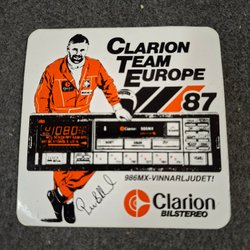 CLARION
TEAM
EUROPE
87
Clarion 986MX
986MX-VINNARLJUDET!
Clarion
BILSTEREO